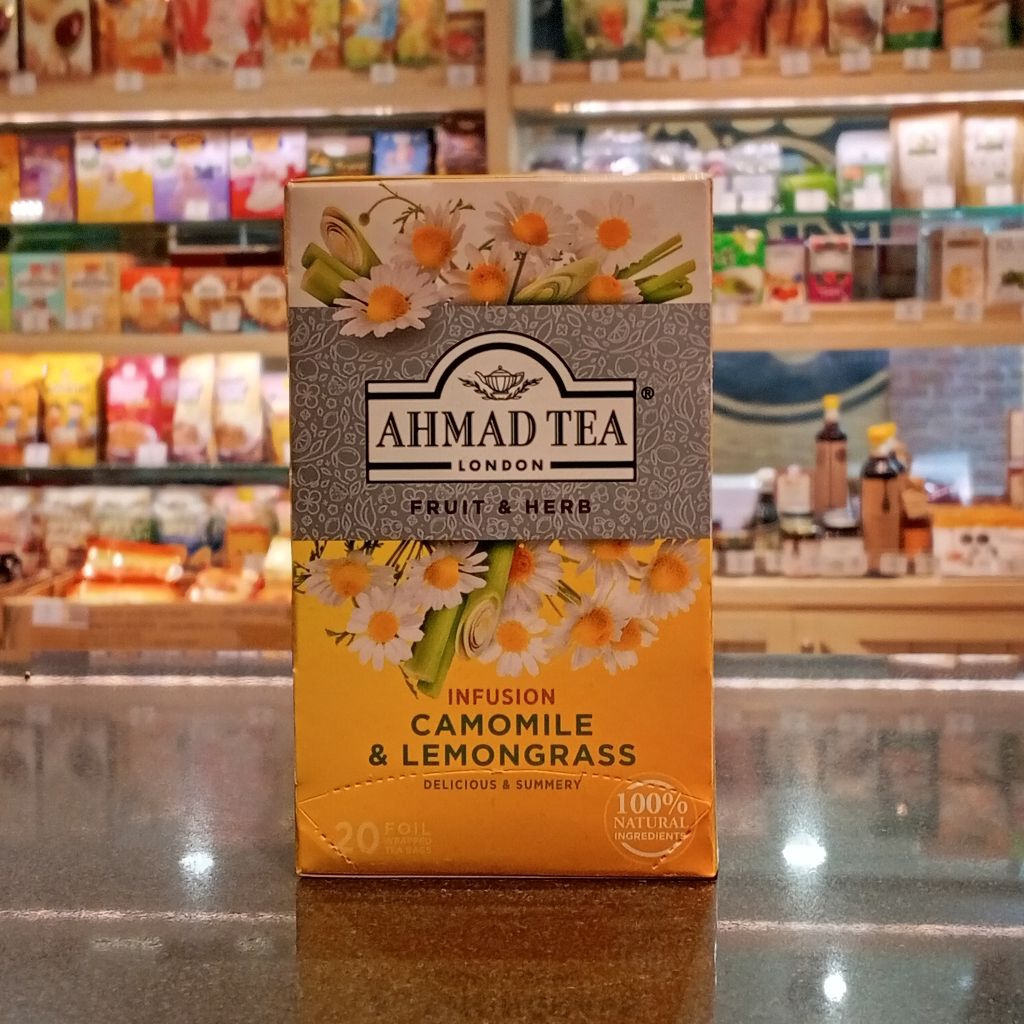 AHMAD TEA ®
LONDON
FRUIT & HERB
INFUSION
CAMOMILE
& LEMONGRASS
DELICIOUS & SUMMERY
100%
NATURAL
INGREDIENTS
20 FOIL
WRAPPED
TEA BAGS